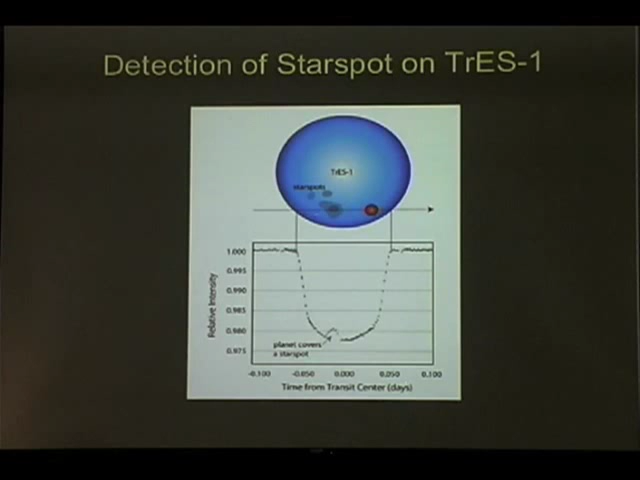 Detection of Starspot on TrES-1
TrES-1
starspots
1.000
0.995
0.990
0.985
0.980
0.975
Relative Intensity
planet covers
a starspot
-0.100
-0.050
0.000
0.050
0.100
Time from Transit Center (days)